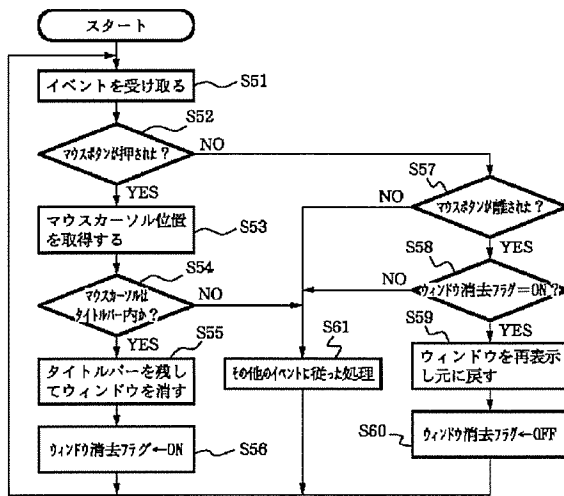 スタート
イベントを受け取る
S51
S52
マウスボタンが押された?
NO
YES
マウスカーソル位置
を取得する
S53
S54
マウスカーソルは
タイトルバー内か?
NO
YES
S55
タイトルバーを残し
てウィンドウを消す
ウィンドウ消去フラグ←ON
S56
S57
NO
マウスボタンが離された?
YES
S58
NO
ウィンドウ消去フラグ=ON?
YES
S59
ウィンドウを再表示
し元に戻す
S61
その他のイベントに従った処理
S60
ウィンドウ消去フラグ←OFF